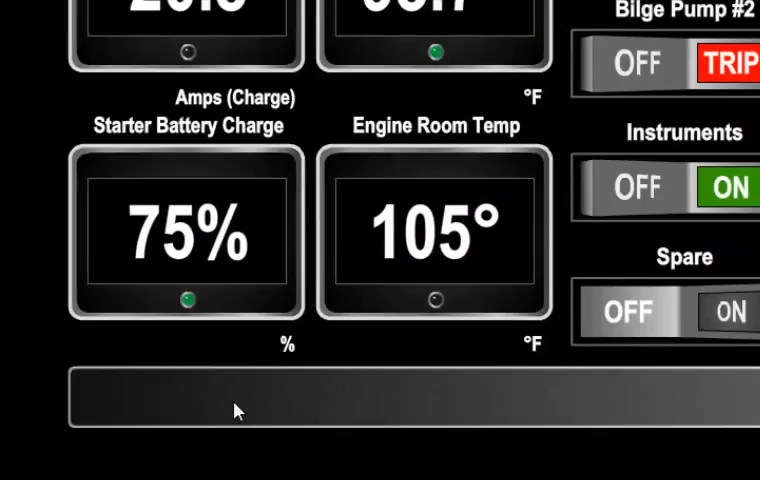 Bilge Pump #2
OFF
TRIP
Amps (Charge)
°F
Starter Battery Charge
Engine Room Temp
Instruments
75%
105°
OFF
ON
Spare
OFF
ON
%
°F